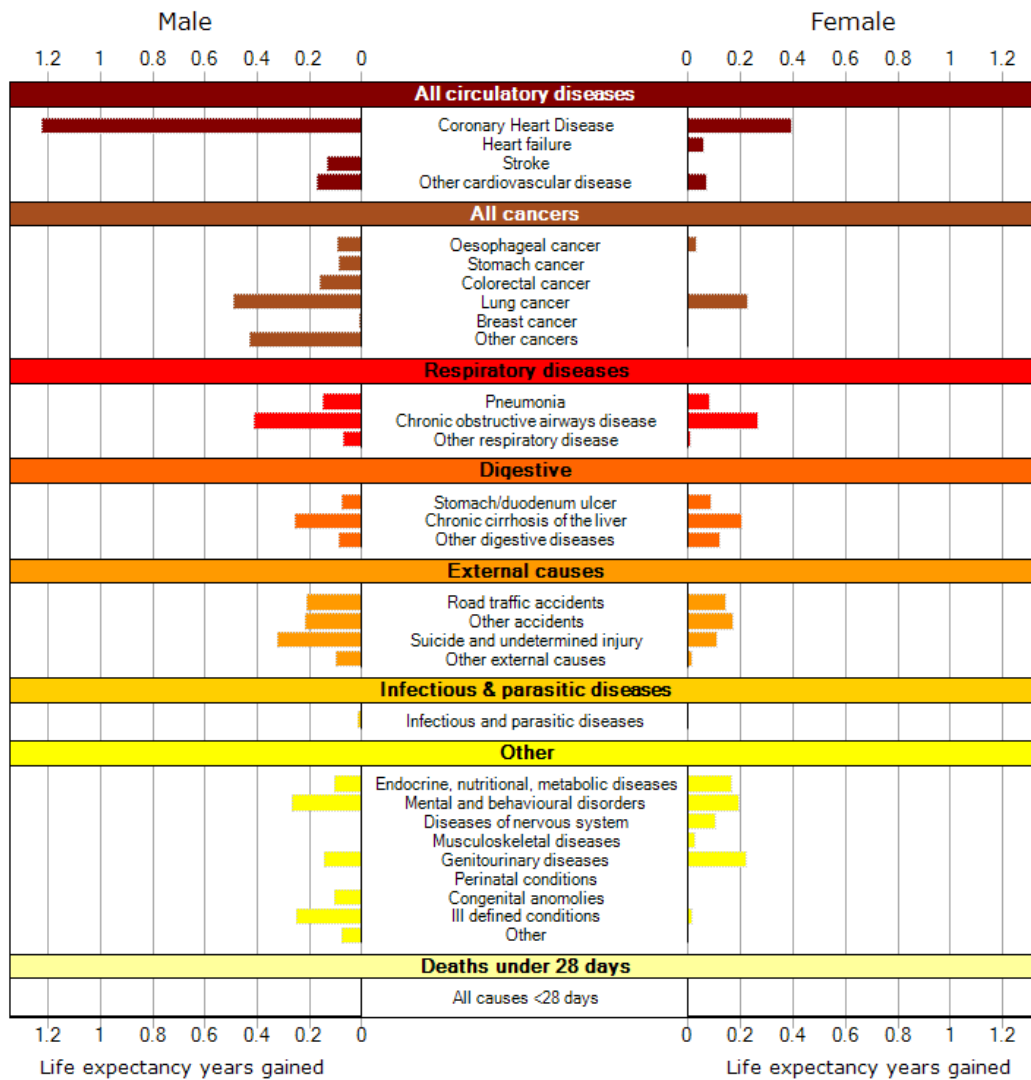 Male Female
1.2 1 0.8 0.6 0.4 0.2 0 0 0.2 0.4 0.6 0.8 1 1.2
All circulatory diseases
Coronary Heart Disease
Heart failure
Stroke
Other cardiovascular disease
All cancers
Oesophageal cancer
Stomach cancer
Colorectal cancer
Lung cancer
Breast cancer
Other cancers
Respiratory diseases
Pneumonia
Chronic obstructive airways disease
Other respiratory disease
Digestive
Stomach/duodenum ulcer
Chronic cirrhosis of the liver
Other digestive diseases
External causes
Road traffic accidents
Other accidents
Suicide and undetermined injury
Other external causes
Infectious & parasitic diseases
Infectious and parasitic diseases
Other
Endocrine, nutritional, metabolic diseases
Mental and behavioural disorders
Diseases of nervous system
Musculoskeletal diseases
Genitourinary diseases
Perinatal conditions
Congenital anomolies
Ill defined conditions
Other
Deaths under 28 days
All causes <28 days
1.2 1 0.8 0.6 0.4 0.2 0 0 0.2 0.4 0.6 0.8 1 1.2
Life expectancy years gained Life expectancy years gained